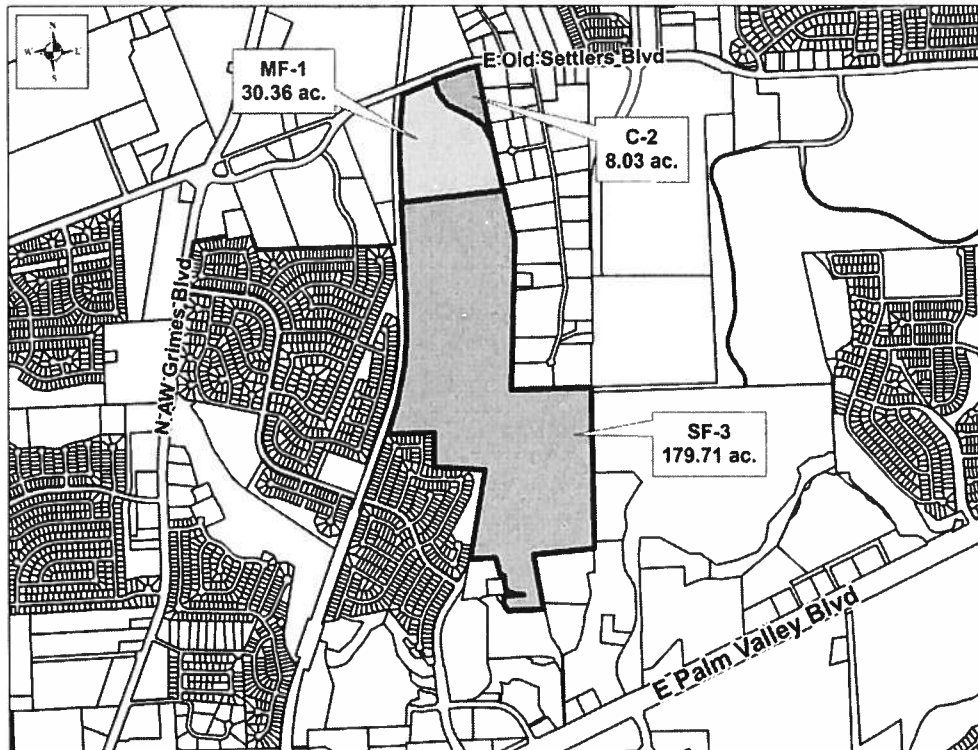 N
W E
S
MF-1
30.36 ac.
E Old Settlers Blvd
C-2
8.03 ac.
N AW Grimes Blvd
SF-3
179.71 ac.
E Palm Valley Blvd